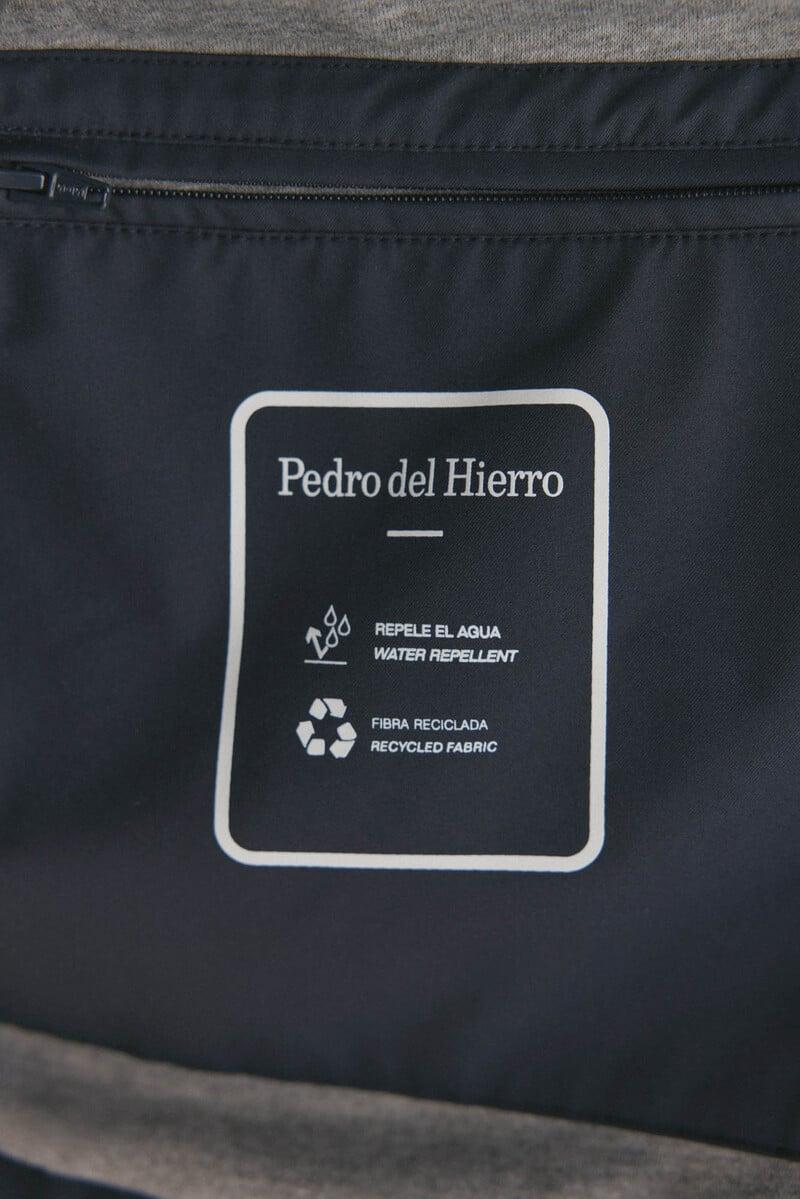 Pedro del Hierro
REPELE EL AGUA
WATER REPELLENT
FIBRA RECICLADA
RECYCLED FABRIC